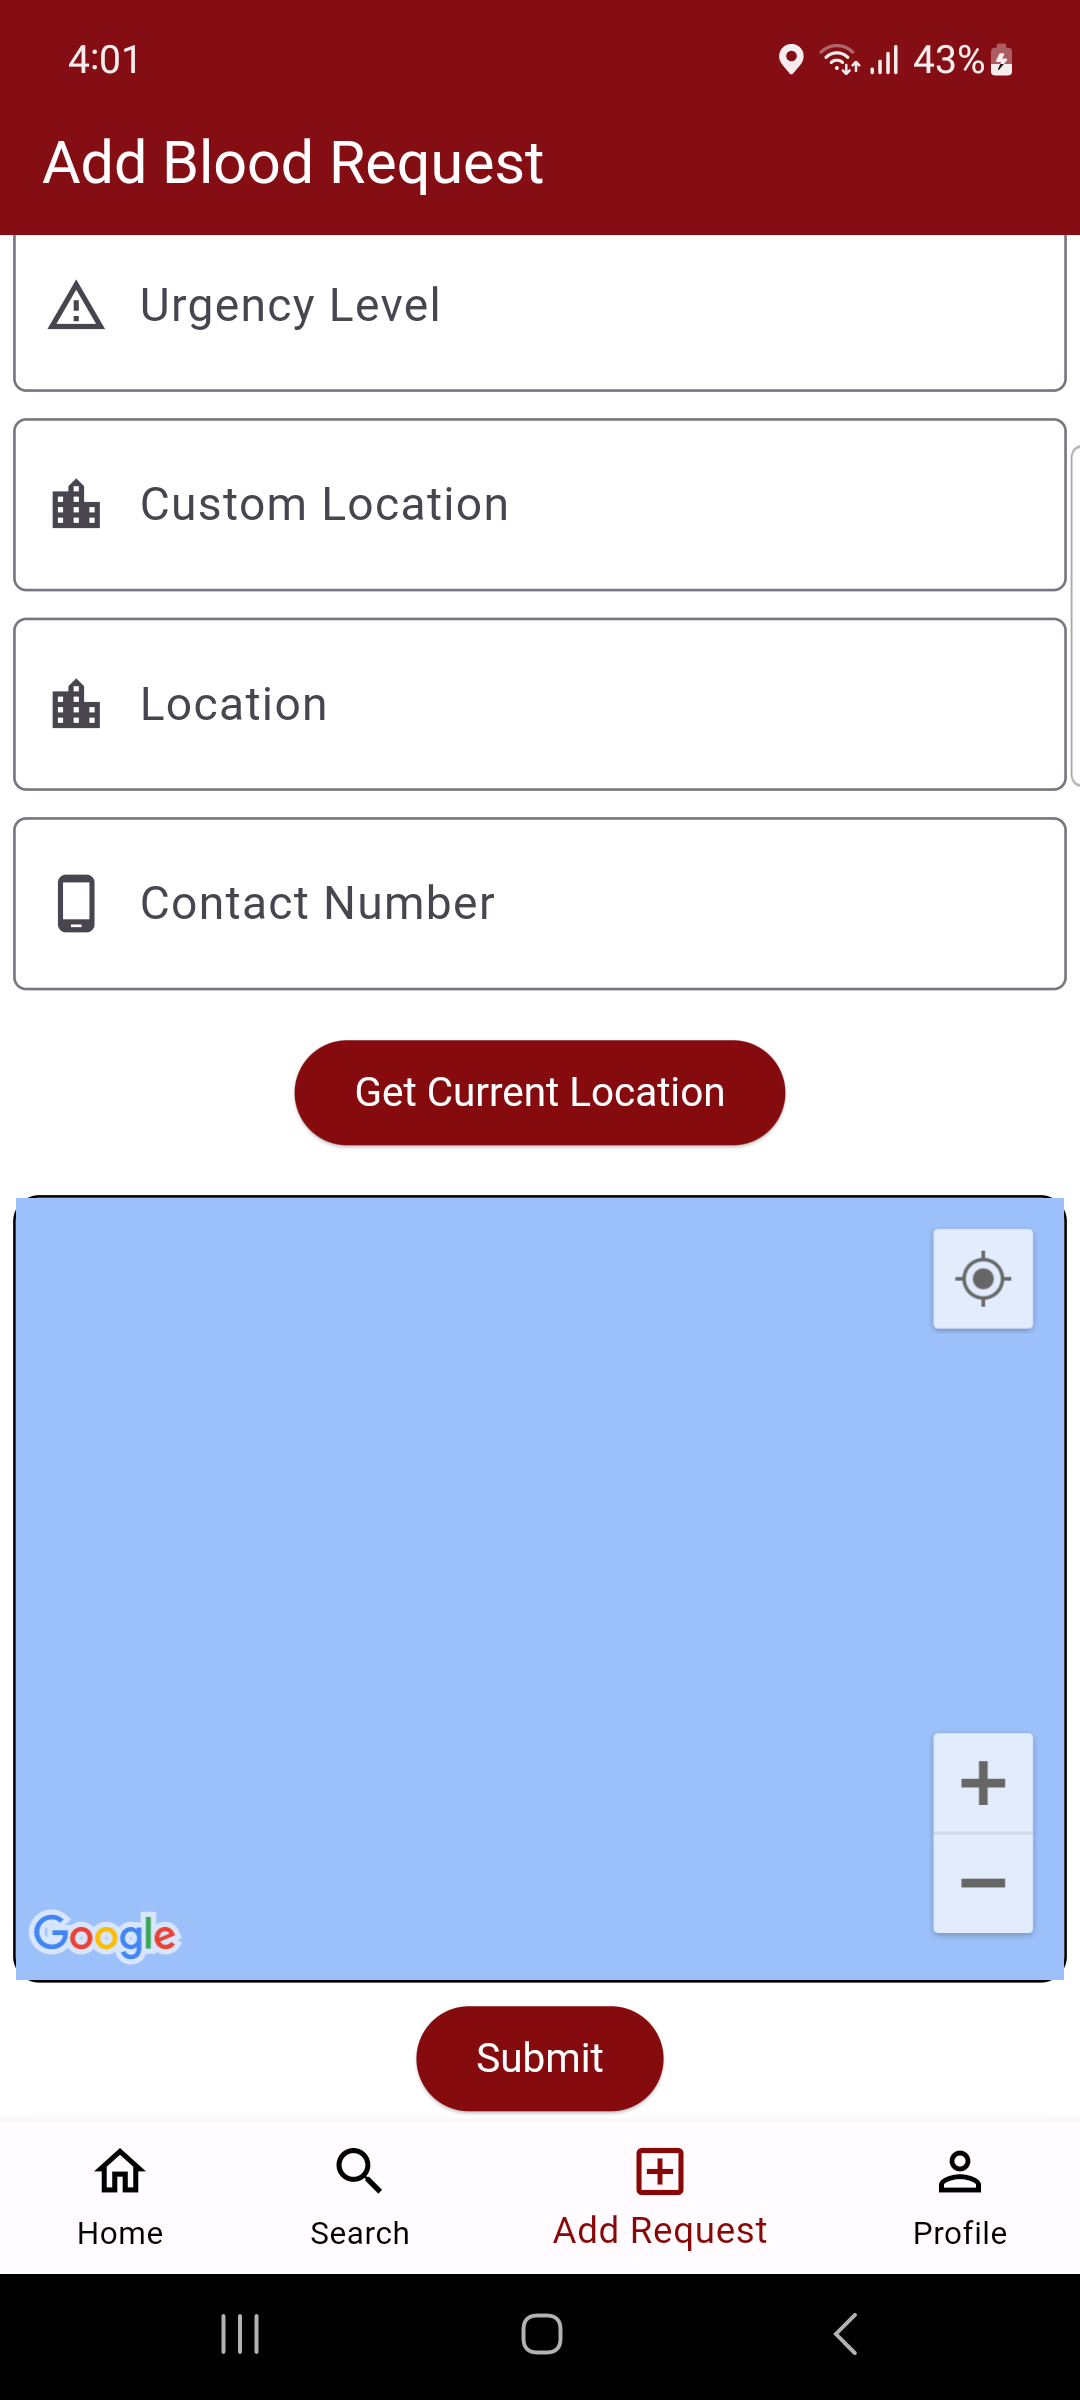 4:01
43%
Add Blood Request
Urgency Level
Custom Location
Location
Contact Number
Get Current Location
Google
Submit
Home
Search
Add Request
Profile